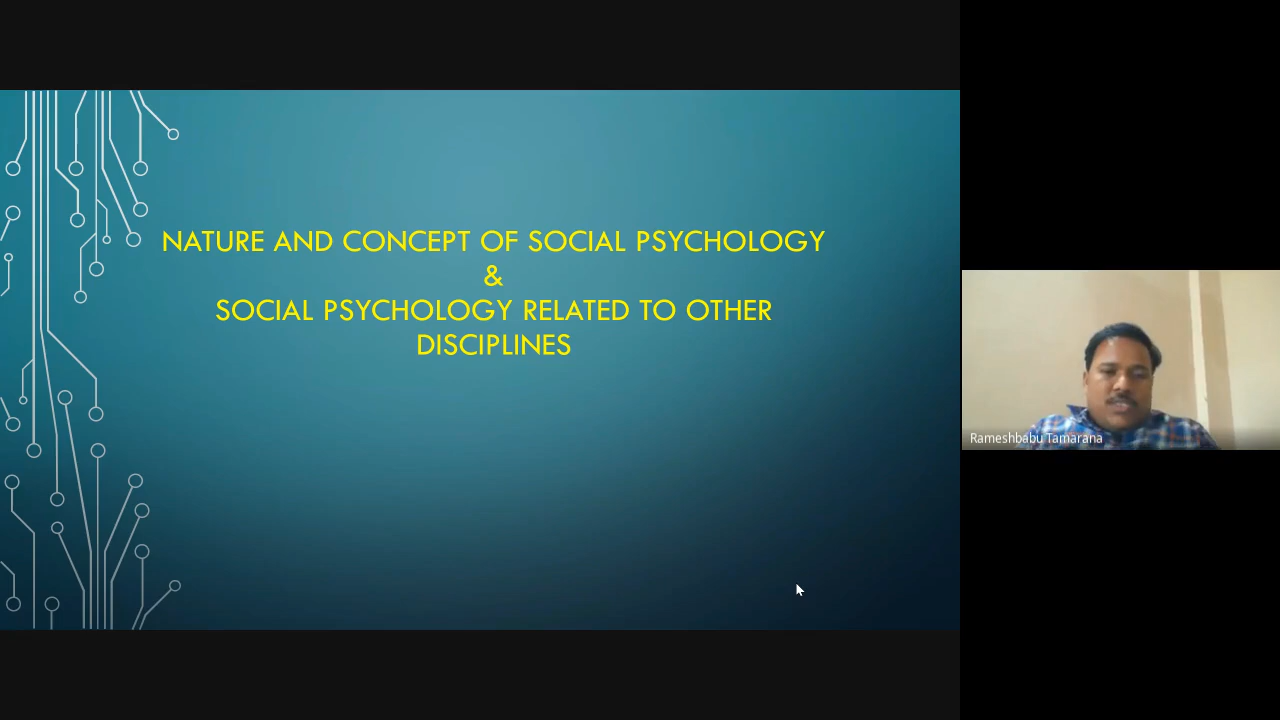 NATURE AND CONCEPT OF SOCIAL PSYCHOLOGY
&
SOCIAL PSYCHOLOGY RELATED TO OTHER
DISCIPLINES
Rameshbabu Tamarana